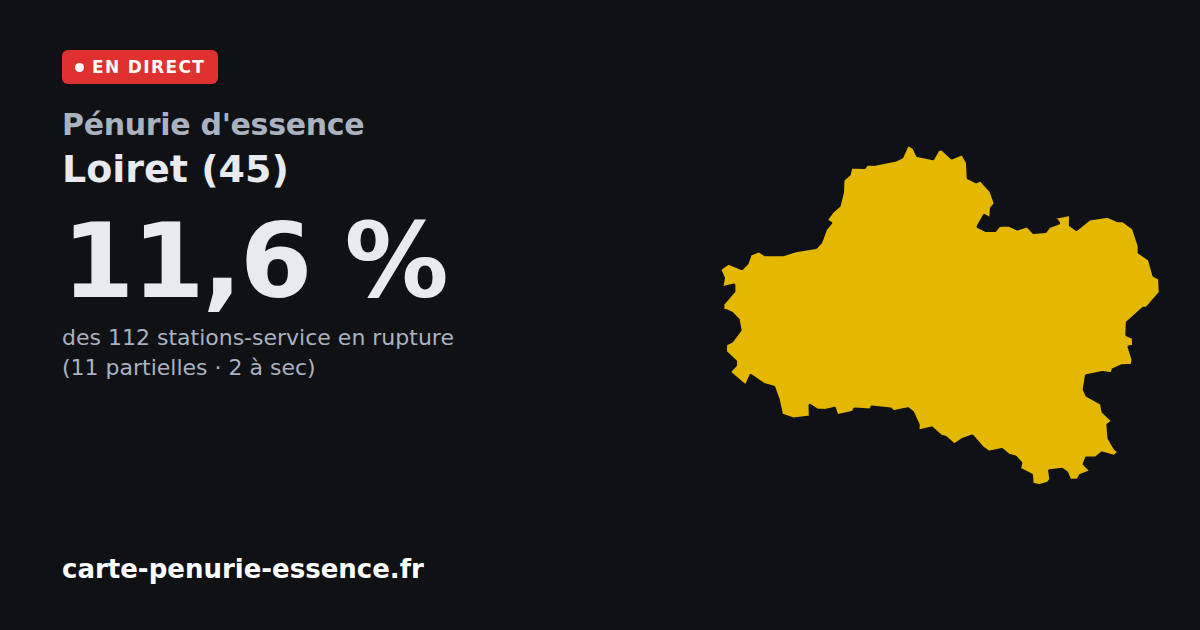 EN DIRECT
Pénurie d'essence
Loiret (45)
11,6 %
des 112 stations-service en rupture
(11 partielles · 2 à sec)
carte-penurie-essence.fr